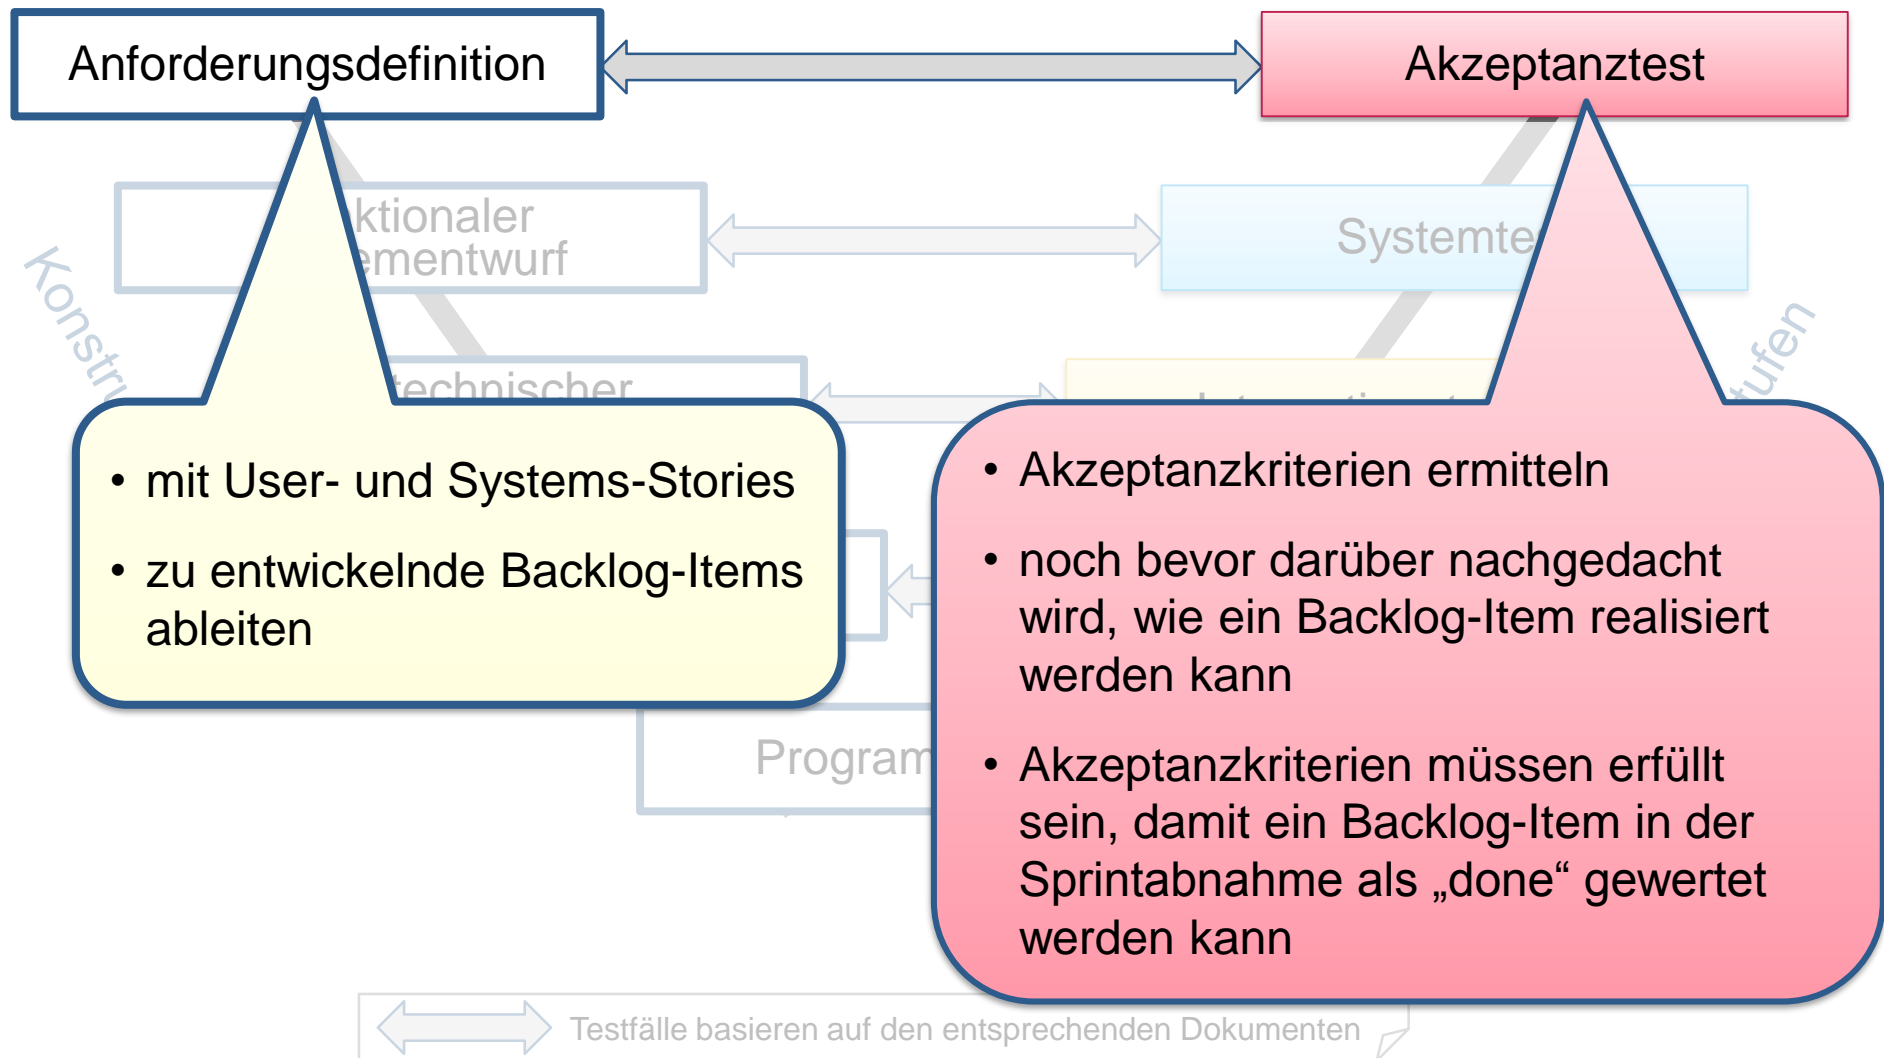 Anforderungsdefinition
Akzeptanztest
ktionaler
ementwurf
Systemte
Konstru
tufen
technischer
• mit User- und Systems-Stories
• zu entwickelnde Backlog-Items
ableiten
• Akzeptanzkriterien ermitteln
• noch bevor darüber nachgedacht
wird, wie ein Backlog-Item realisiert
werden kann
• Akzeptanzkriterien müssen erfüllt
sein, damit ein Backlog-Item in der
Sprintabnahme als „done“ gewertet
werden kann
Program
Testfälle basieren auf den entsprechenden Dokumenten